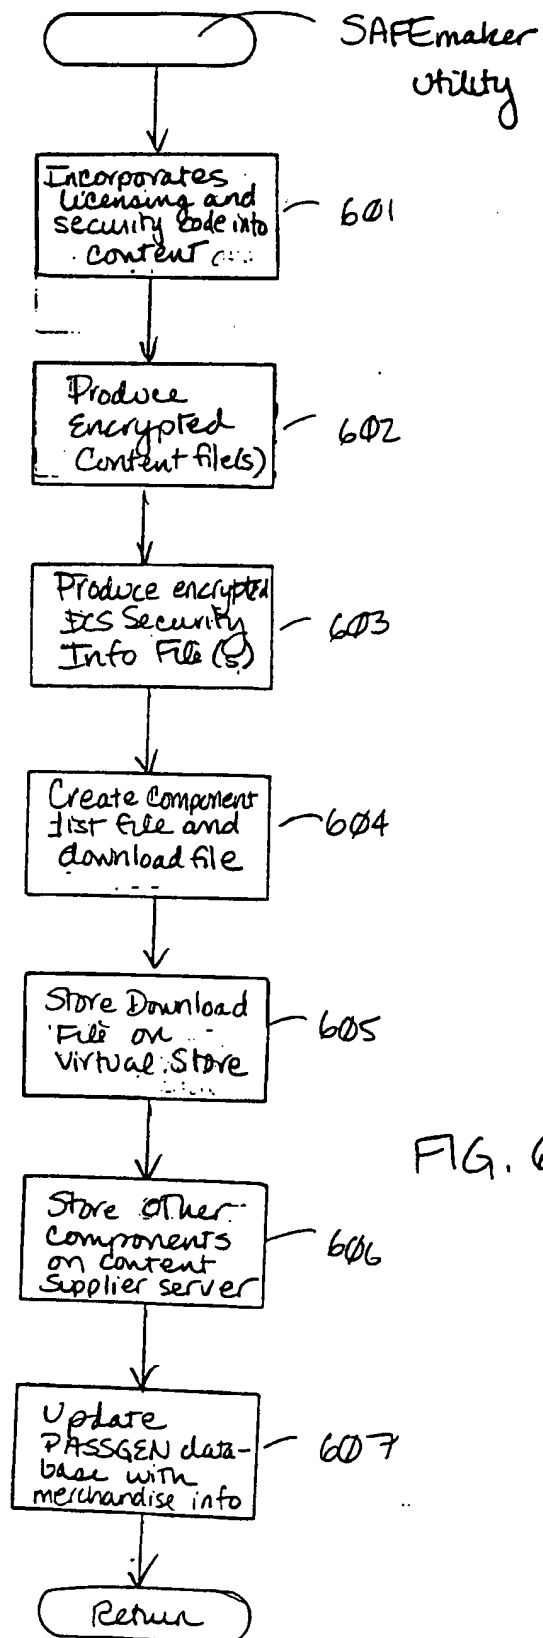 SAFEmaker
utility
Incorporates
licensing and
security code into
content
601
Produce
Encrypted
Content file(s)
602
Produce encrypted
ECS Security
Info File(s)
603
Create component
list file and
download file
604
Store Download
File on
Virtual Store
605
FIG. 6
Store other
components
on content
supplier server
606
Update
PASSGEN data-
base with
merchandise info
607
Return